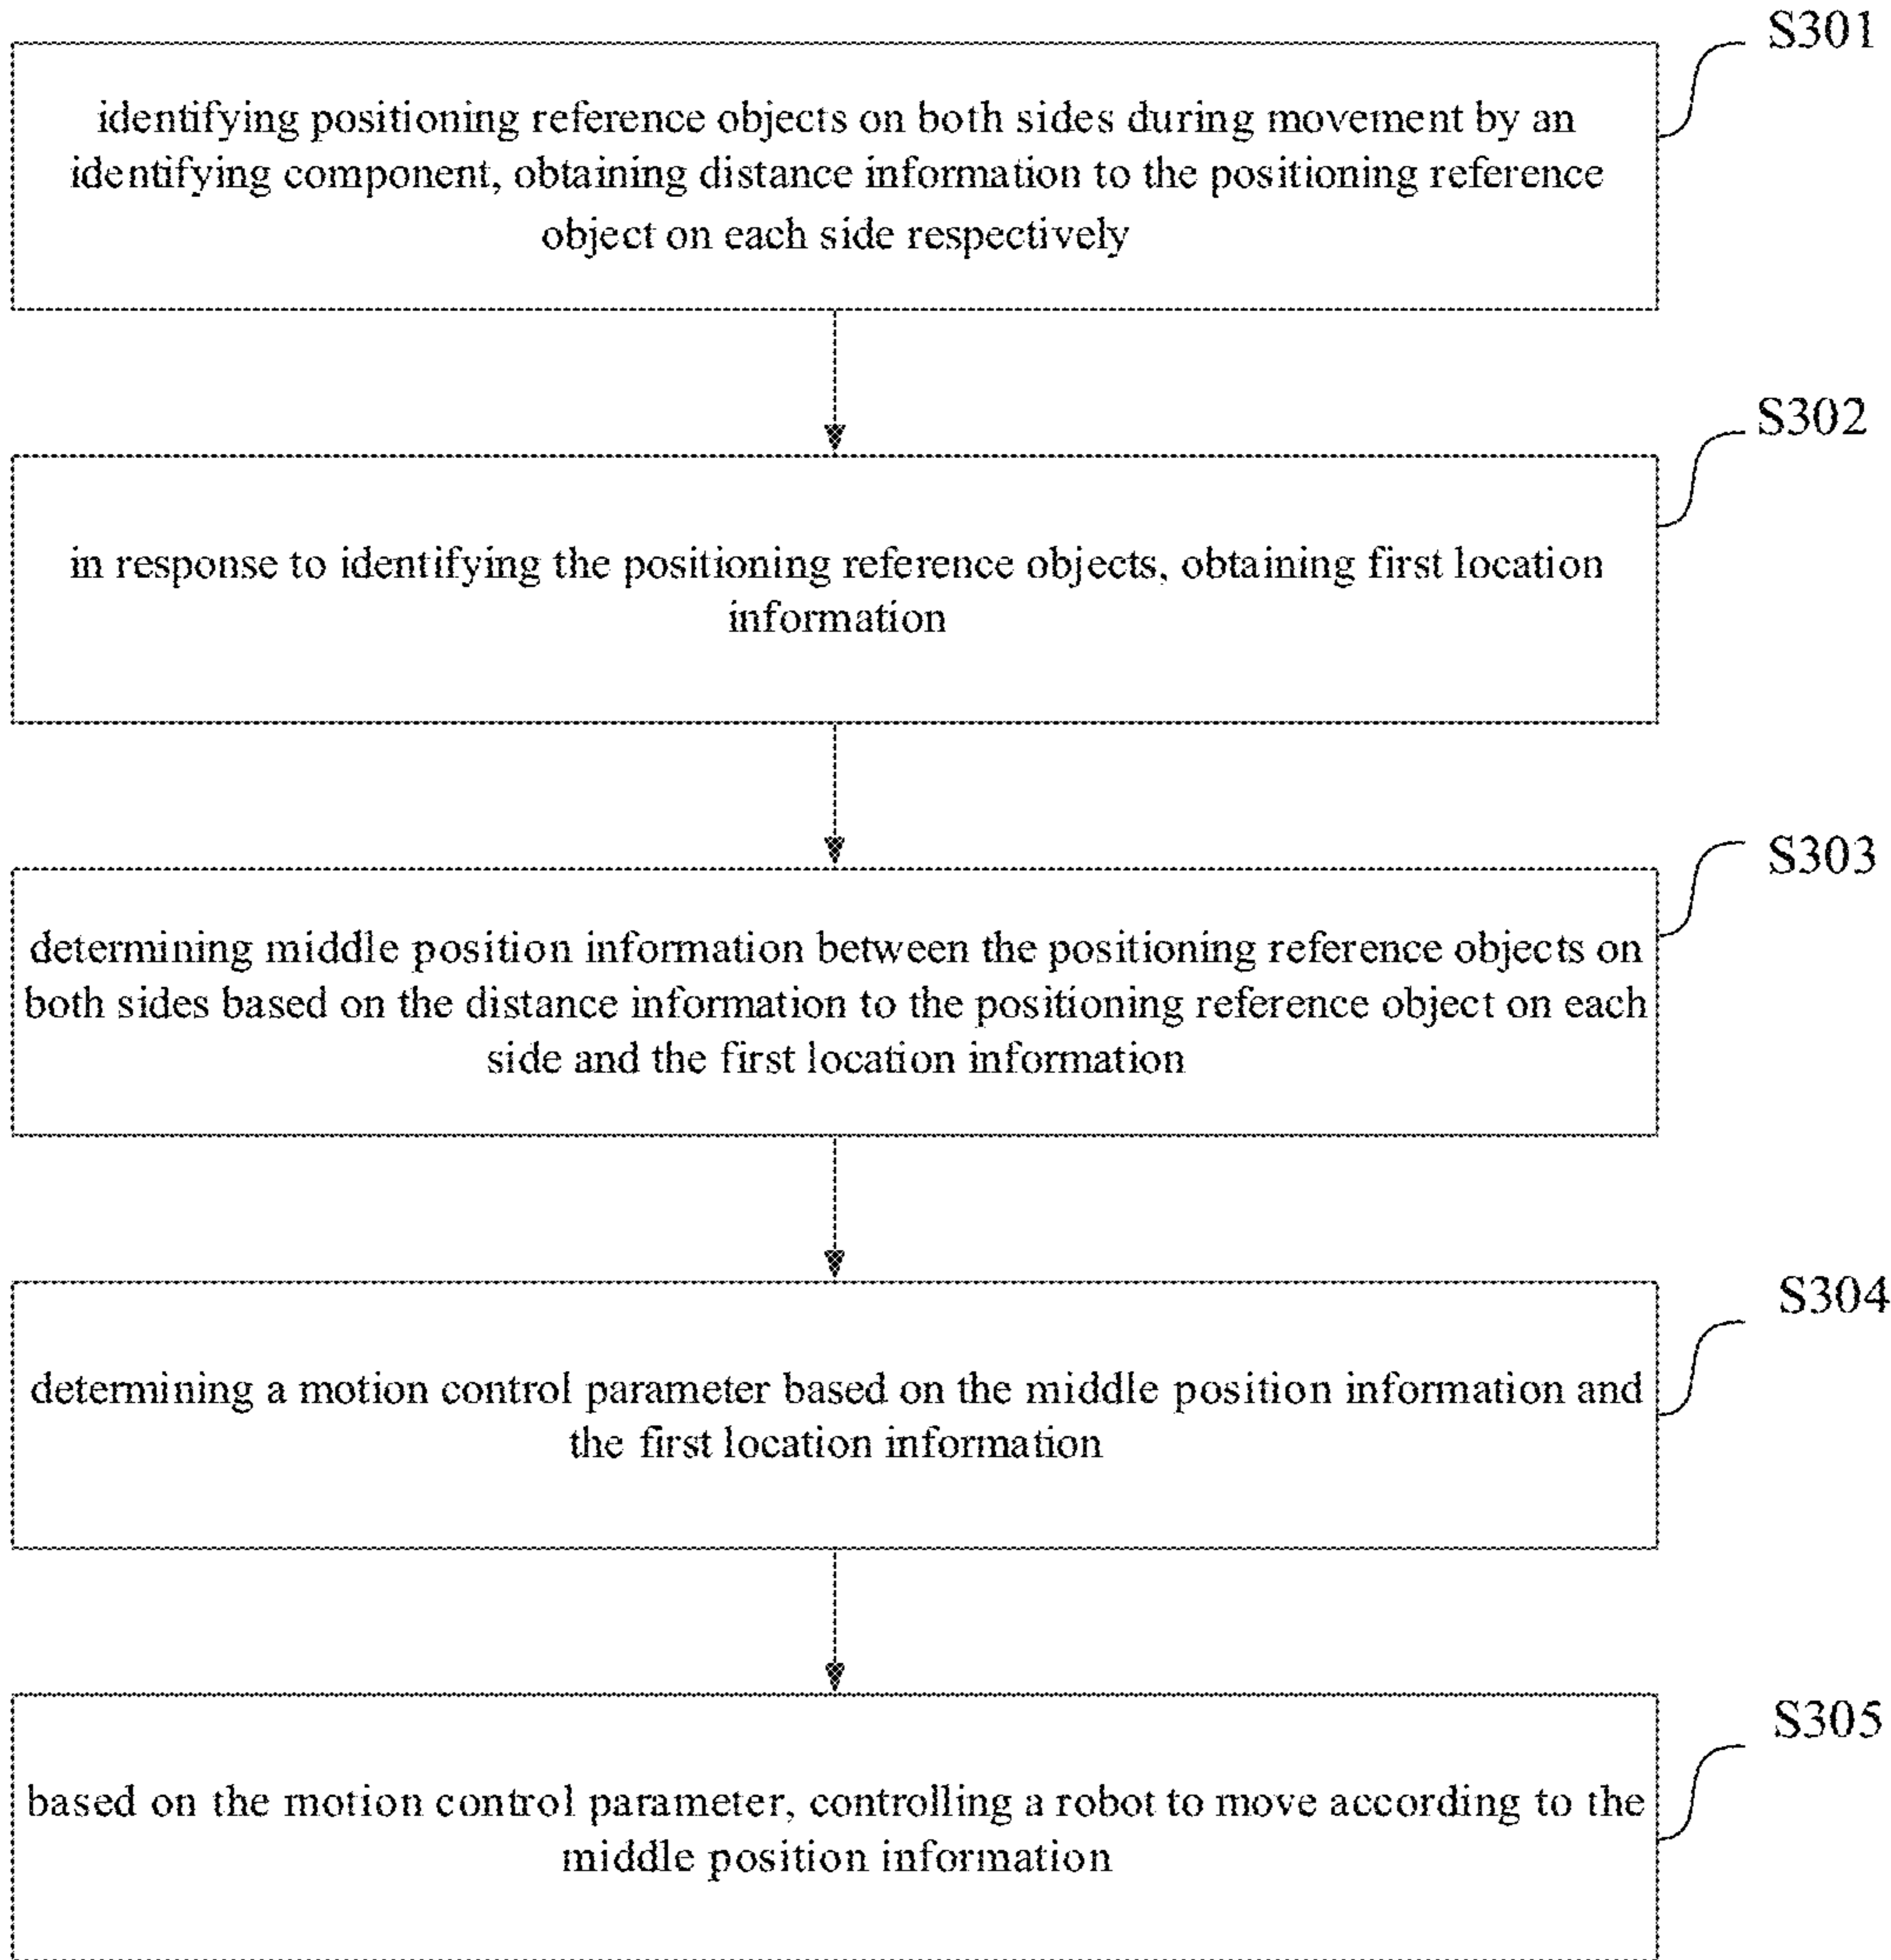 S301
identifying positioning reference objects on both sides during movement by an
identifying component, obtaining distance information to the positioning reference
object on each side respectively
S302
in response to identifying the positioning reference objects, obtaining first location
information
S303
determining middle position information between the positioning reference objects on
both sides based on the distance information to the positioning reference object on each
side and the first location information
S304
determining a motion control parameter based on the middle position information and
the first location information
S305
based on the motion control parameter, controlling a robot to move according to the
middle position information